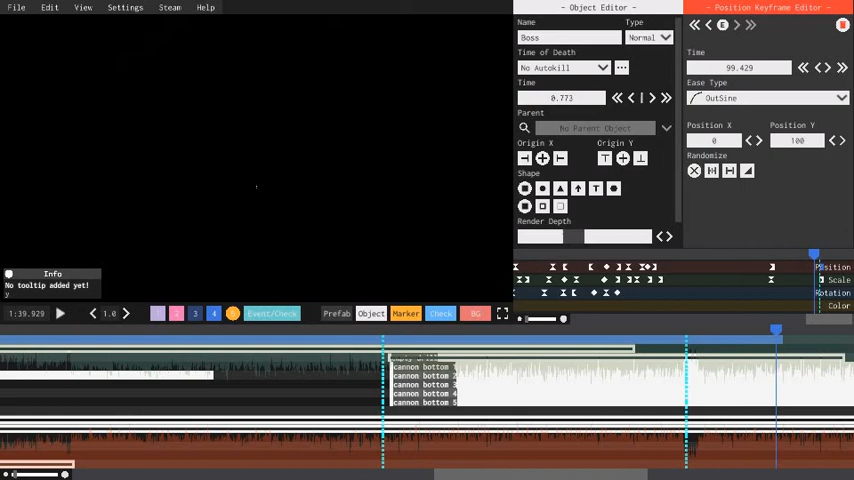 File Edit View Settings Steam Help
- Object Editor -
- Position Keyframe Editor -
Name
Type
Boss
Normal
Time of Death
No Autokill
Time
0.773
Parent
No Parent Object
Origin X
Origin Y
Shape
Render Depth
E
Time
99.429
Ease Type
OutSine
Position X
Position Y
0
100
Randomize
Info
No tooltip added yet!
y
Position
Scale
Rotation
Color
1:39.929
1.0
1
2
3
4
5
Event/Check
Prefab
Object
Marker
Check
BG
cannon bottom 1
cannon bottom 2
cannon bottom 3
cannon bottom 4
cannon bottom 5